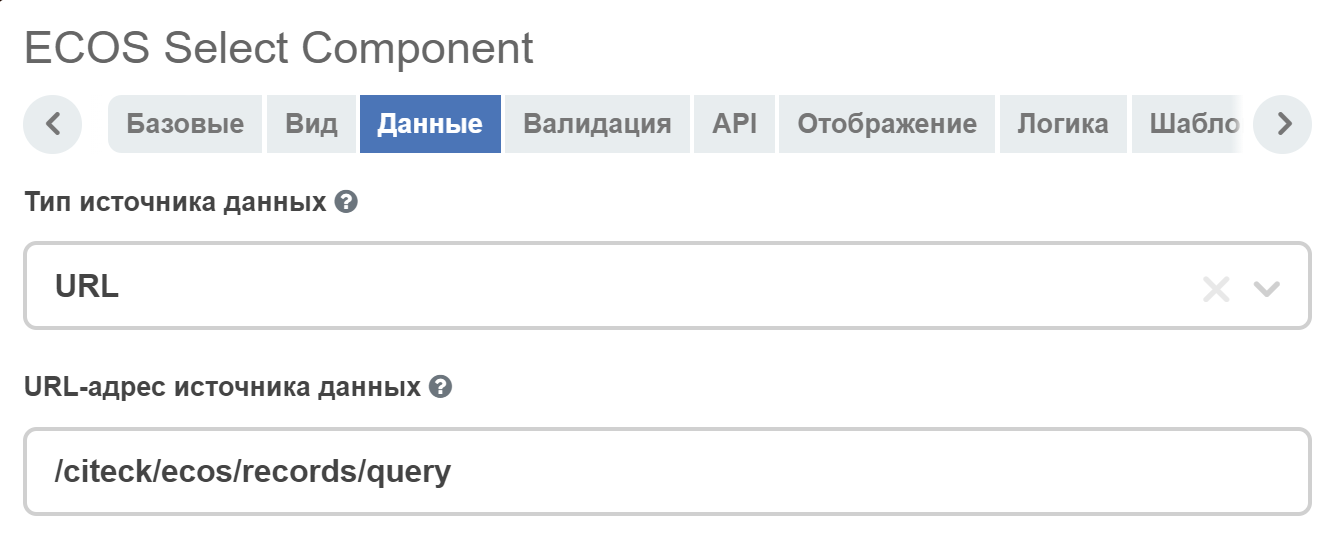 ECOS Select Component
Базовые Вид Данные Валидация API Отображение Логика Шабло
Тип источника данных
URL
URL-адрес источника данных
/citeck/ecos/records/query